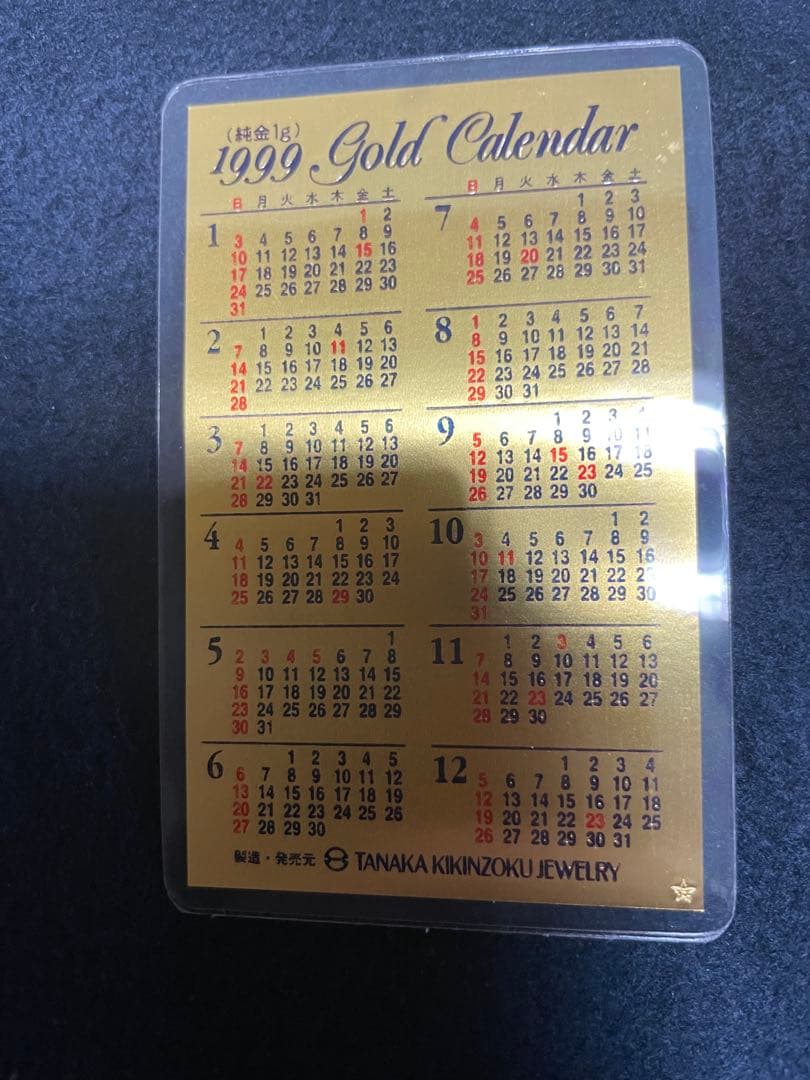 (純金1g)
1999 Gold Calendar
日 月 火 水 木 金 土
1
1 2
3 4 5 6 7 8 9
10 11 12 13 14 15 16
17 18 19 20 21 22 23
24 25 26 27 28 29 30
31
2
1 2 3 4 5 6
7 8 9 10 11 12 13
14 15 16 17 18 19 20
21 22 23 24 25 26 27
28
3
1 2 3 4 5 6
7 8 9 10 11 12 13
14 15 16 17 18 19 20
21 22 23 24 25 26 27
28 29 30 31
4
1 2 3
4 5 6 7 8 9 10
11 12 13 14 15 16 17
18 19 20 21 22 23 24
25 26 27 28 29 30
5
1
2 3 4 5 6 7 8
9 10 11 12 13 14 15
16 17 18 19 20 21 22
23 24 25 26 27 28 29
30 31
6
1 2 3 4 5
6 7 8 9 10 11 12
13 14 15 16 17 18 19
20 21 22 23 24 25 26
27 28 29 30
日 月 火 水 木 金 土
7
1 2 3
4 5 6 7 8 9 10
11 12 13 14 15 16 17
18 19 20 21 22 23 24
25 26 27 28 29 30 31
8
1 2 3 4 5 6 7
8 9 10 11 12 13 14
15 16 17 18 19 20 21
22 23 24 25 26 27 28
29 30 31
9
1 2 3 4
5 6 7 8 9 10 11
12 13 14 15 16 17 18
19 20 21 22 23 24 25
26 27 28 29 30
10
1 2
3 4 5 6 7 8 9
10 11 12 13 14 15 16
17 18 19 20 21 22 23
24 25 26 27 28 29 30
31
11
1 2 3 4 5 6
7 8 9 10 11 12 13
14 15 16 17 18 19 20
21 22 23 24 25 26 27
28 29 30
12
1 2 3 4
5 6 7 8 9 10 11
12 13 14 15 16 17 18
19 20 21 22 23 24 25
26 27 28 29 30 31
製造・発売元 TANAKA KIKINZOKU JEWELRY